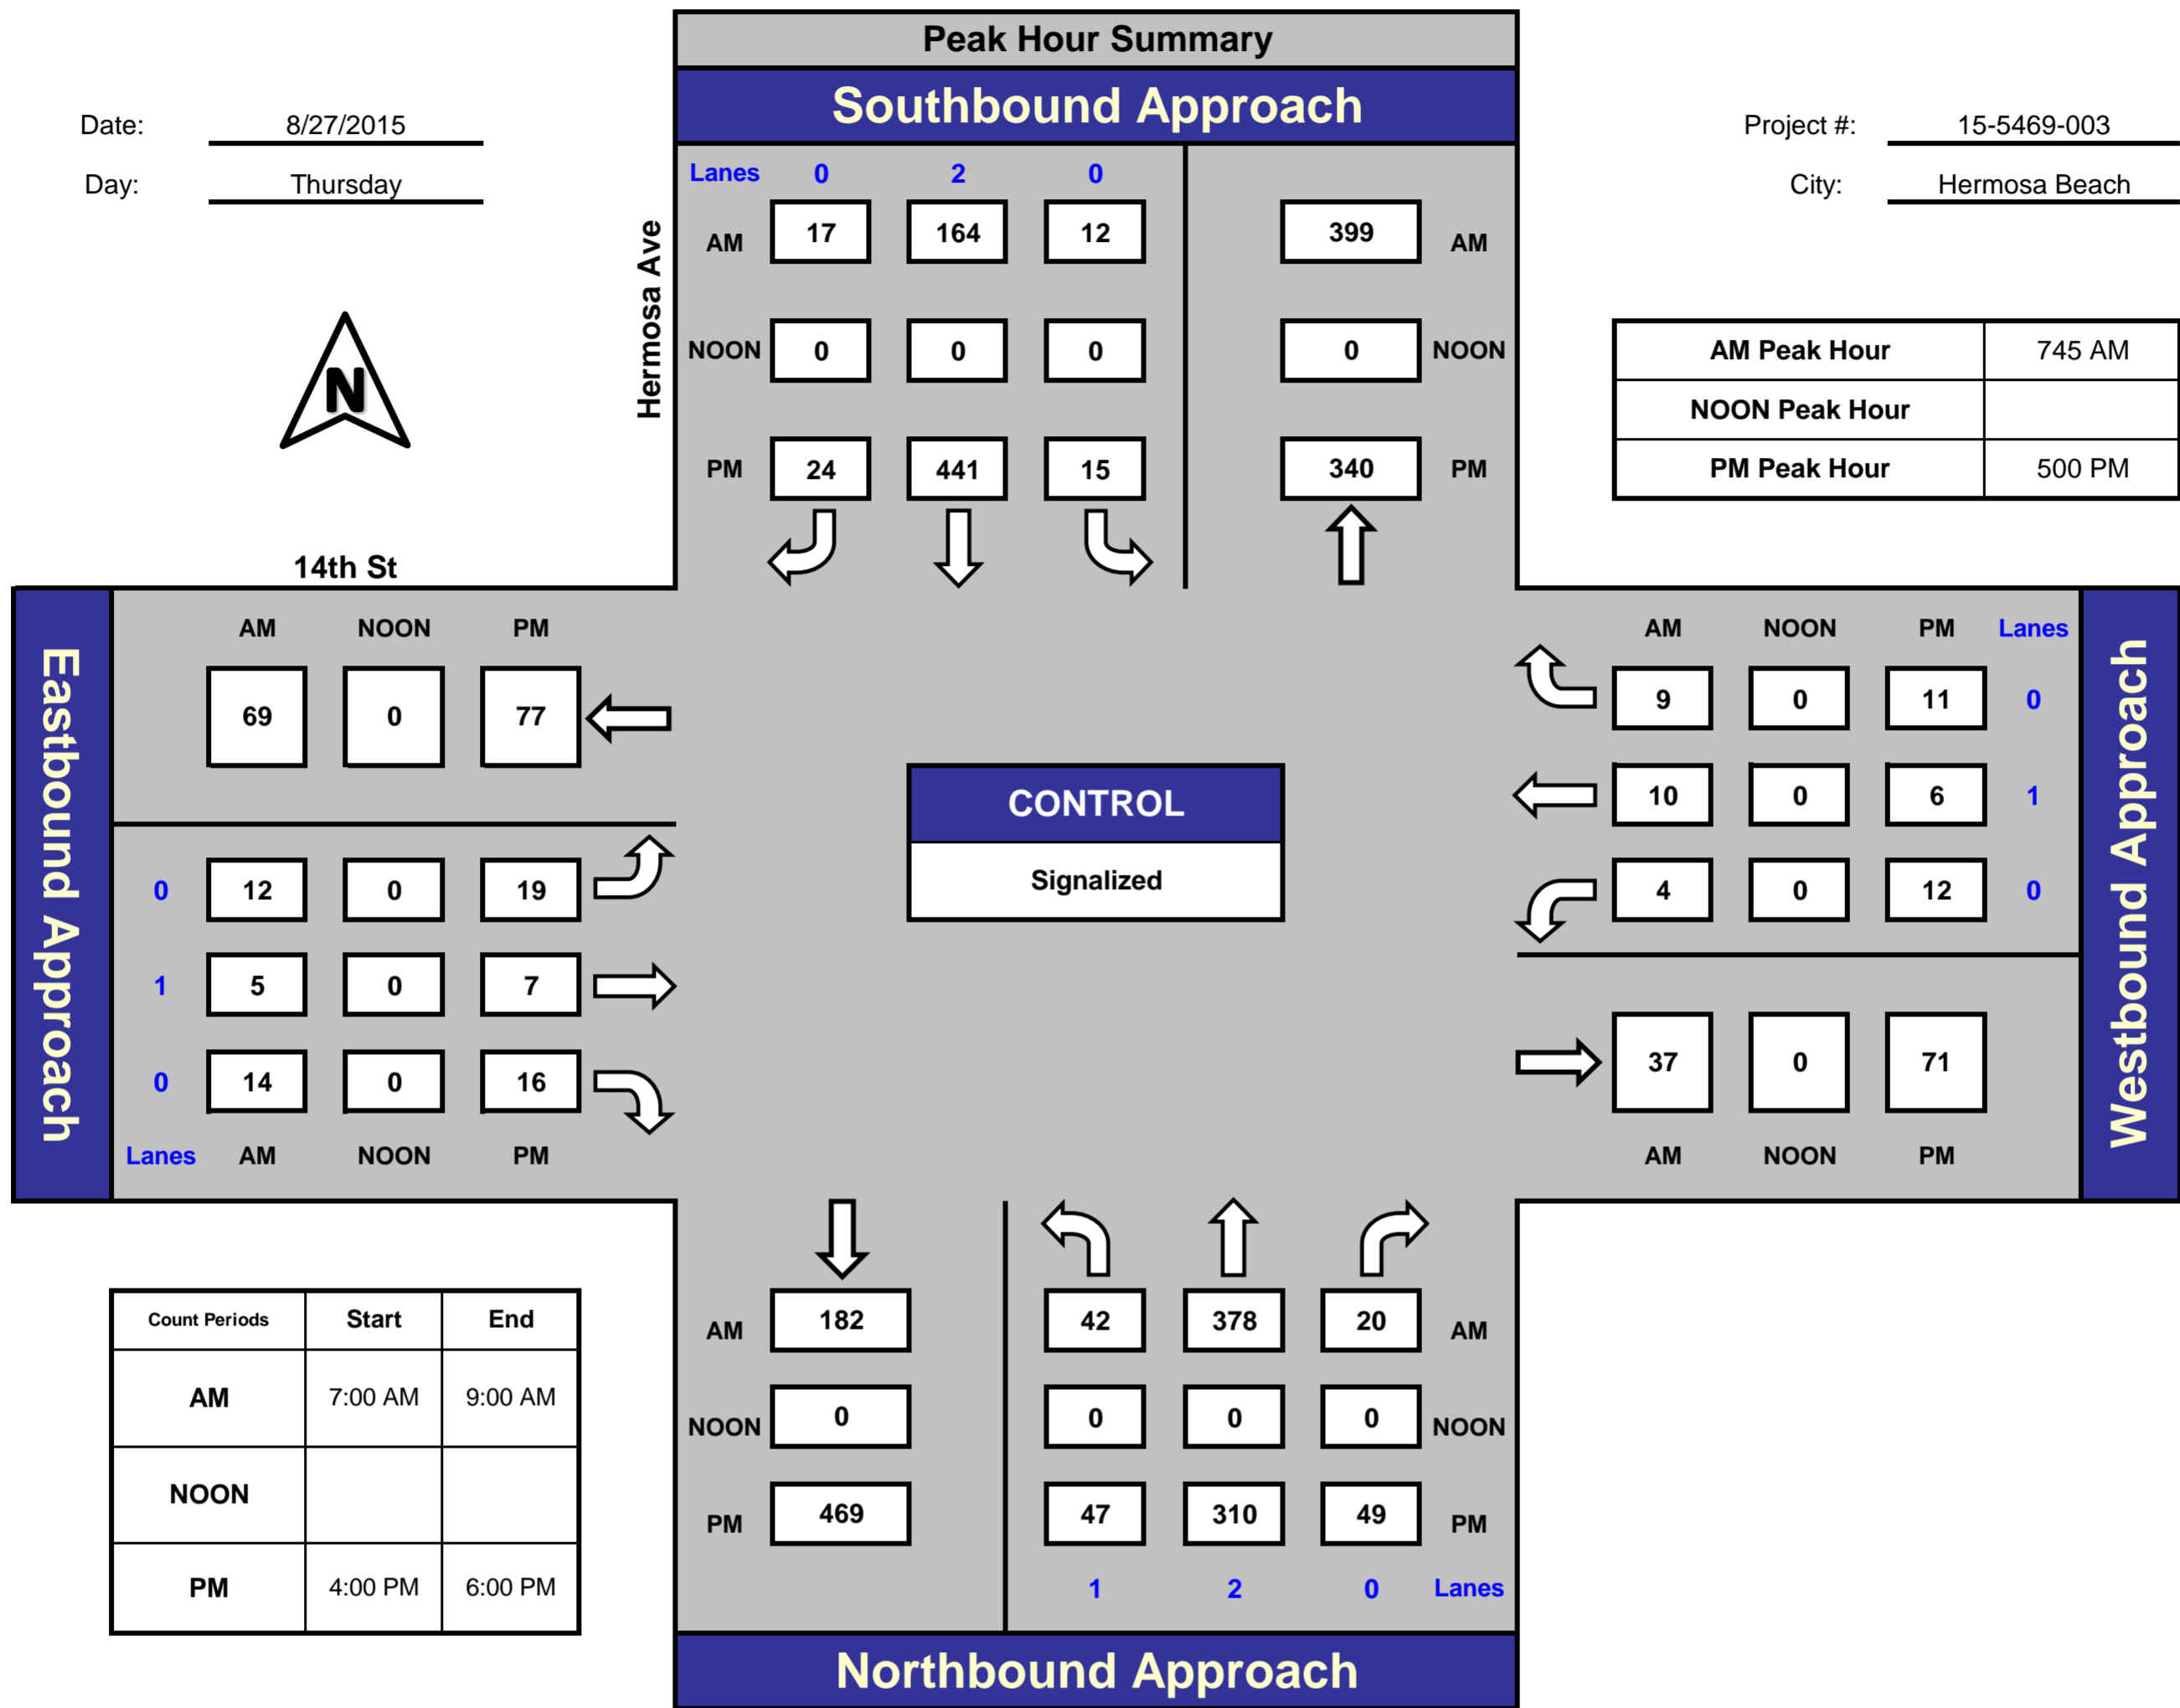 Peak Hour Summary
Southbound Approach
Date: 8/27/2015
Project #: 15-5469-003
Day: Thursday
City: Hermosa Beach
Lanes 0 2 0
AM 17 164 12 399 AM
NOON 0 0 0 0 NOON
PM 24 441 15 340 PM
Hermosa Ave
N
AM Peak Hour 745 AM
NOON Peak Hour
PM Peak Hour 500 PM
14th St
Eastbound Approach
AM NOON PM
69 0 77
0 12 0 19
1 5 0 7
0 14 0 16
Lanes AM NOON PM
CONTROL
Signalized
AM NOON PM Lanes
9 0 11 0
10 0 6 1
4 0 12 0
37 0 71
AM NOON PM
Westbound Approach
Count Periods Start End
AM 7:00 AM 9:00 AM
NOON
PM 4:00 PM 6:00 PM
AM 182 42 378 20 AM
NOON 0 0 0 0 NOON
PM 469 47 310 49 PM
1 2 0 Lanes
Northbound Approach